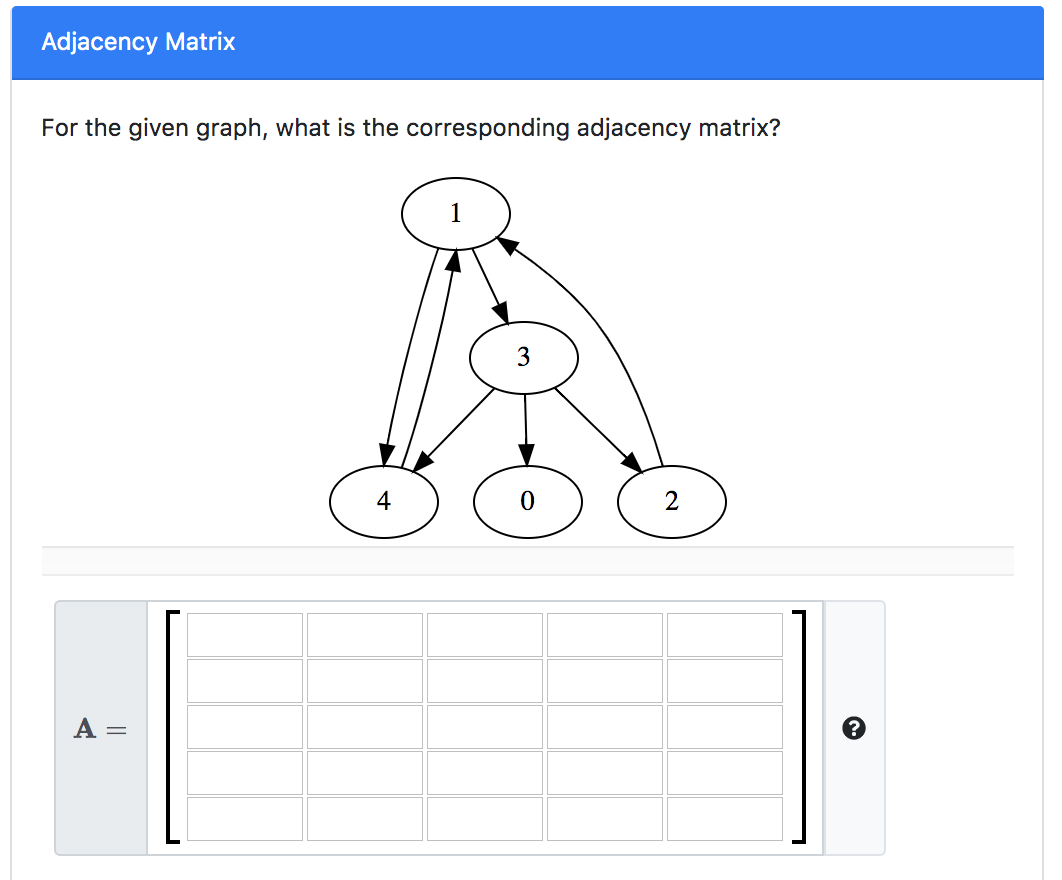 Adjacency Matrix
For the given graph, what is the corresponding adjacency matrix?
1
3
4 0 2
A =
?